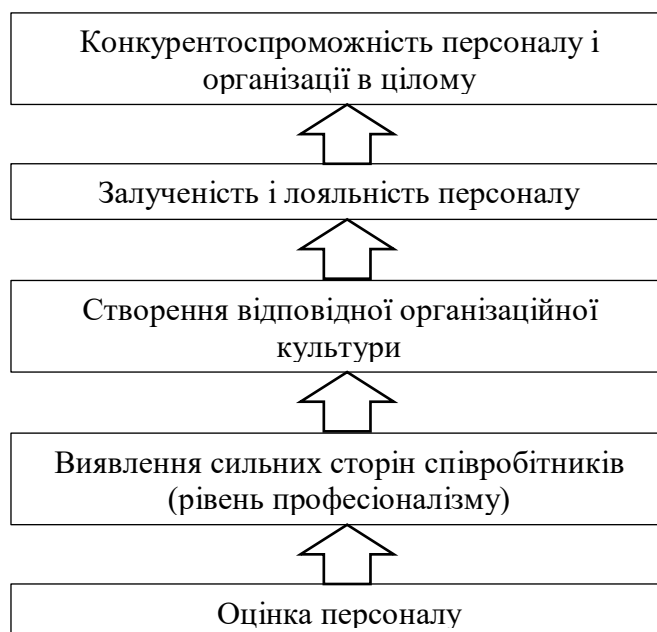 Конкурентоспроможність персоналу і
організації в цілому
Залученість і лояльність персоналу
Створення відповідної організаційної
культури
Виявлення сильних сторін співробітників
(рівень професіоналізму)
Оцінка персоналу